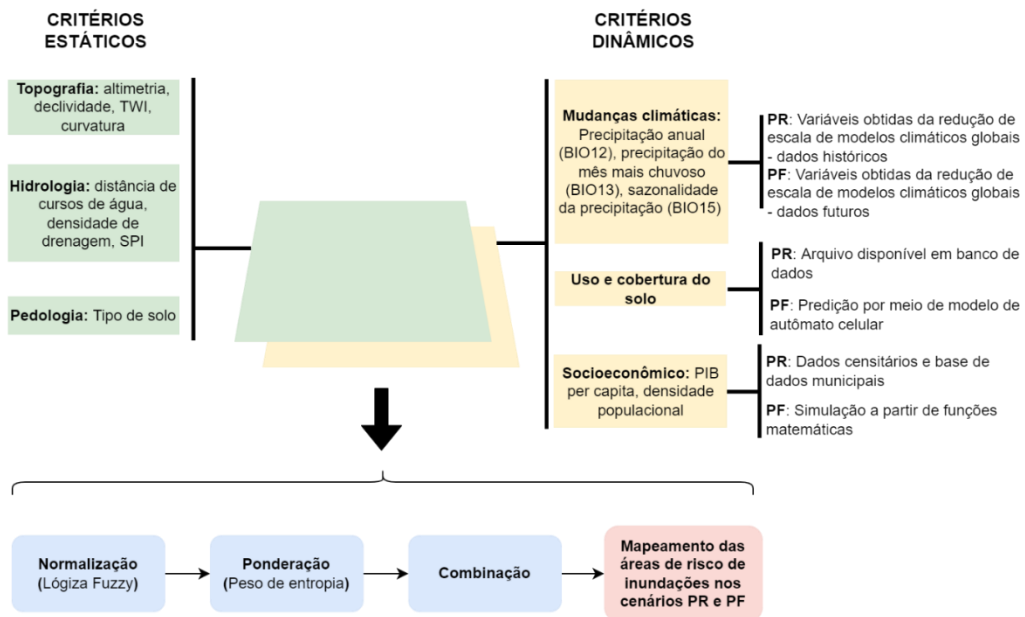 CRITÉRIOS
ESTÁTICOS
Topografia: altimetria,
declividade, TWI,
curvatura
Hidrologia: distância de
cursos de água,
densidade de
drenagem, SPI
Pedologia: Tipo de solo
CRITÉRIOS
DINÂMICOS
Mudanças climáticas:
Precipitação anual
(BIO12), precipitação do
mês mais chuvoso
(BIO13), sazonalidade
da precipitação (BIO15)
PR: Variáveis obtidas da redução de
escala de modelos climáticos globais
- dados históricos
PF: Variáveis obtidas da redução de
escala de modelos climáticos globais
- dados futuros
Uso e cobertura do
solo
PR: Arquivo disponível em banco de
dados
PF: Predição por meio de modelo de
autômato celular
Socioeconômico: PIB
per capita, densidade
populacional
PR: Dados censitários e base de
dados municipais
PF: Simulação a partir de funções
matemáticas
Normalização
(Lógiza Fuzzy)
Ponderação
(Peso de entropia)
Combinação
Mapeamento das
áreas de risco de
inundações nos
cenários PR e PF